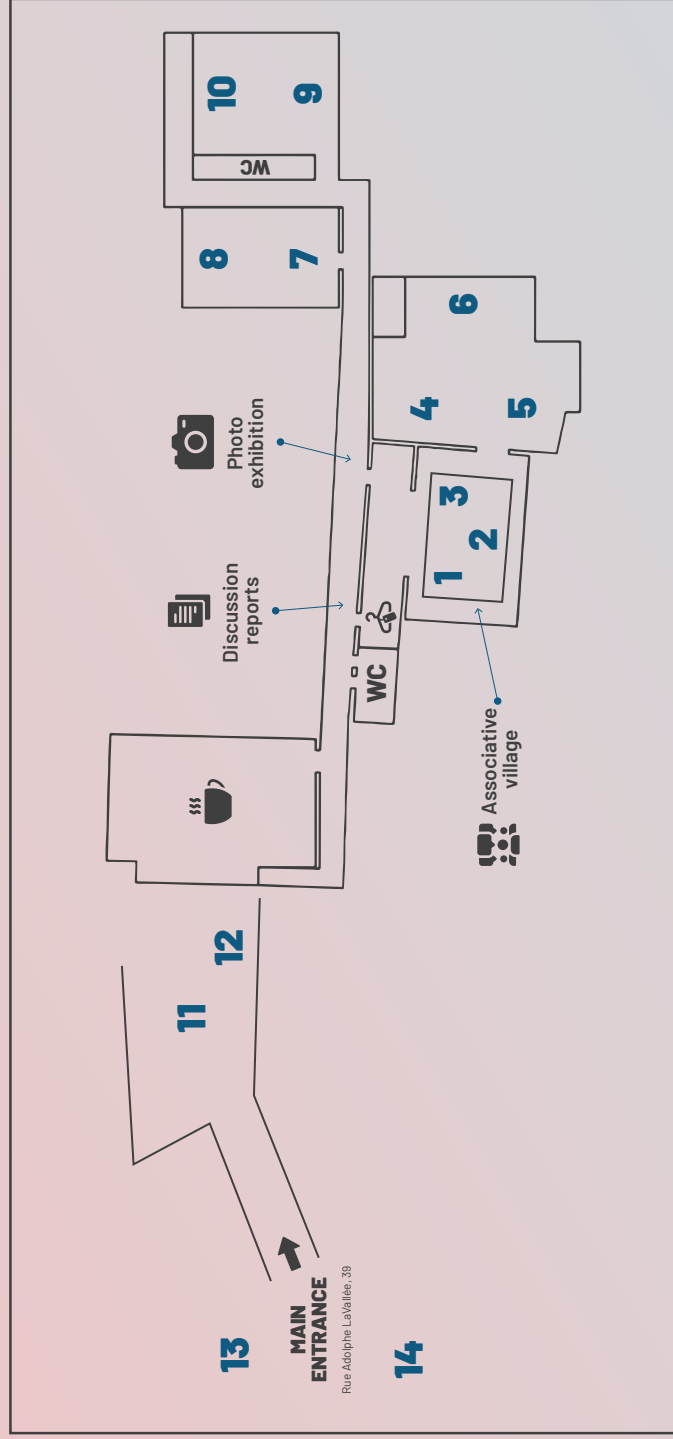 Discussion
reports
Photo
exhibition
10
8
11
12
13
WC
7
9
MAIN
ENTRANCE
Rue Adolphe LaVallée, 39
14
WC
4
1
3
6
2
5
Associative
village